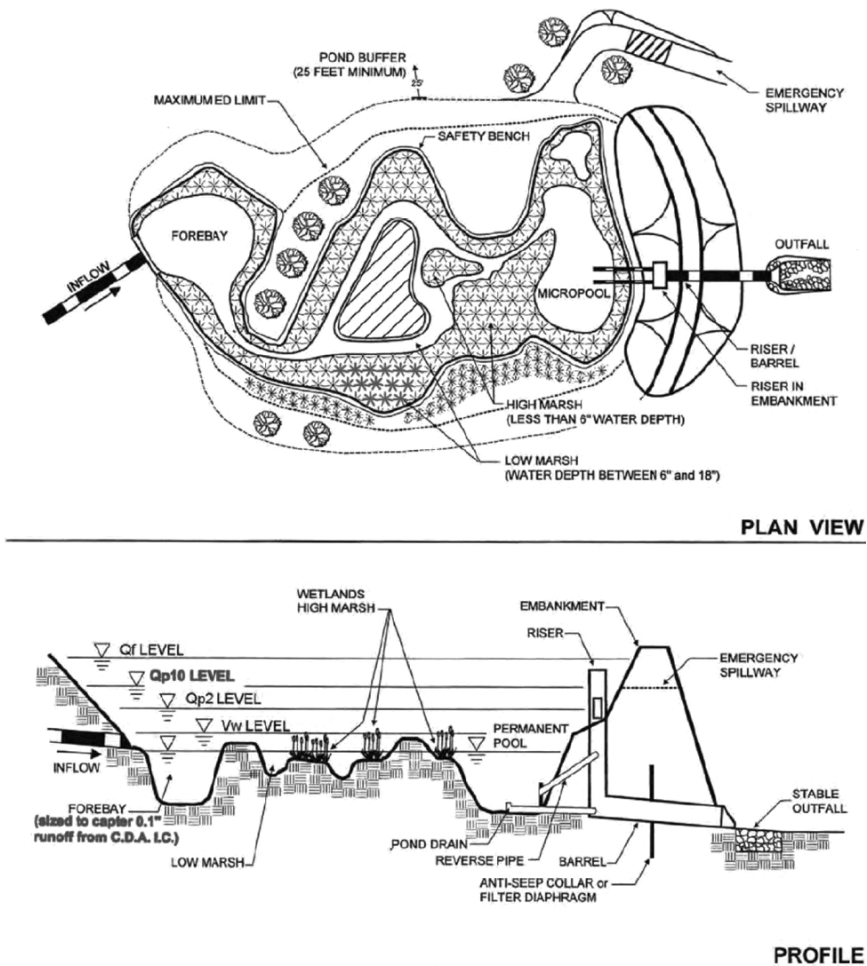 POND BUFFER
(25 FEET MINIMUM)
25'
MAXIMUM ED LIMIT
SAFETY BENCH
EMERGENCY
SPILLWAY
FOREBAY
INFLOW
MICROPOOL
OUTFALL
RISER /
BARREL
RISER IN
EMBANKMENT
HIGH MARSH
(LESS THAN 6" WATER DEPTH)
LOW MARSH
(WATER DEPTH BETWEEN 6" and 18")
PLAN VIEW
WETLANDS
HIGH MARSH
EMBANKMENT
RISER
EMERGENCY
SPILLWAY
Qf LEVEL
Qp10 LEVEL
Qp2 LEVEL
Vw LEVEL
PERMANENT
POOL
INFLOW
FOREBAY
(sized to capter 0.1"
runoff from C.D.A. I.C.)
LOW MARSH
POND DRAIN
REVERSE PIPE
BARREL
STABLE
OUTFALL
ANTI-SEEP COLLAR or
FILTER DIAPHRAGM
PROFILE